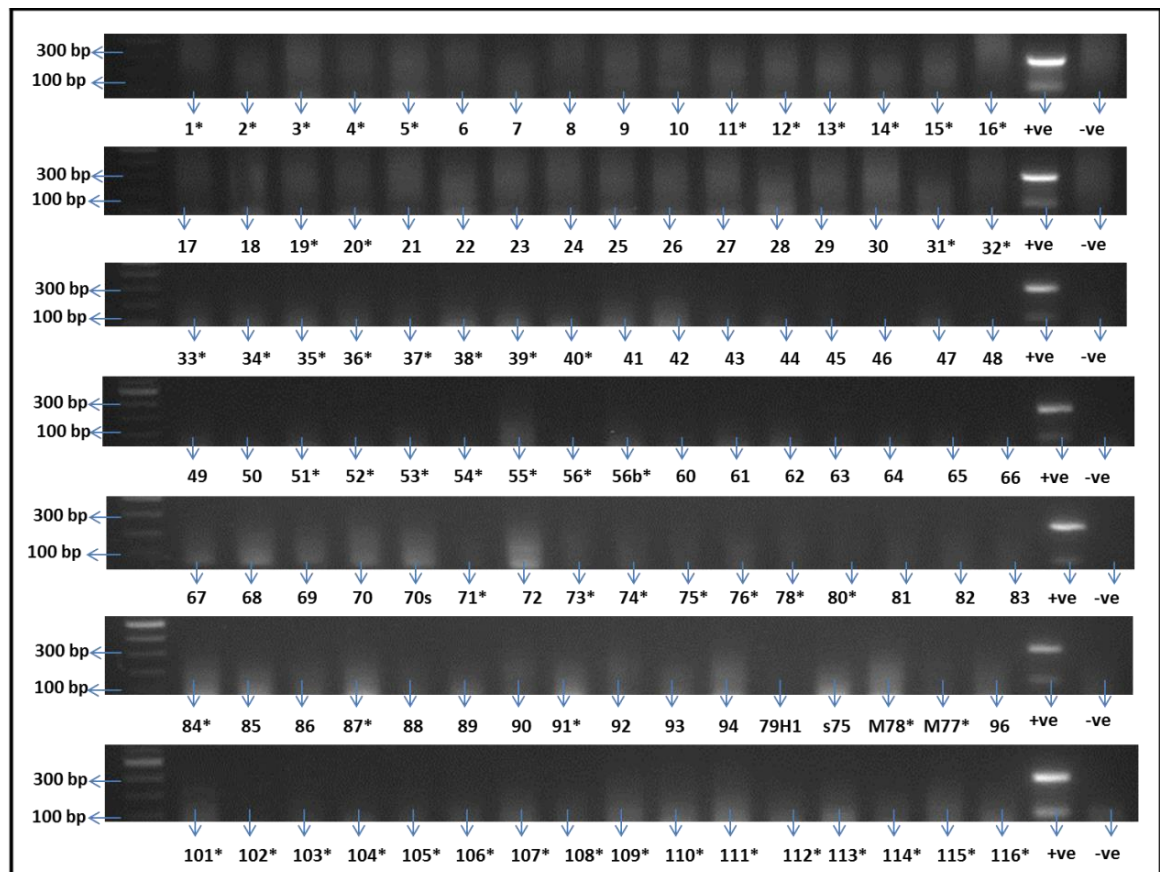 300 bp
100 bp
1* 2* 3* 4* 5* 6 7 8 9 10 11* 12* 13* 14* 15* 16* +ve -ve
300 bp
100 bp
17 18 19* 20* 21 22 23 24 25 26 27 28 29 30 31* 32* +ve -ve
300 bp
100 bp
33* 34* 35* 36* 37* 38* 39* 40* 41 42 43 44 45 46 47 48 +ve -ve
300 bp
100 bp
49 50 51* 52* 53* 54* 55* 56* 56b* 60 61 62 63 64 65 66 +ve -ve
300 bp
100 bp
67 68 69 70 70s 71* 72 73* 74* 75* 76* 78* 80* 81 82 83 +ve -ve
300 bp
100 bp
84* 85 86 87* 88 89 90 91* 92 93 94 79H1 s75 M78* M77* 96 +ve -ve
300 bp
100 bp
101* 102* 103* 104* 105* 106* 107* 108* 109* 110* 111* 112* 113* 114* 115* 116* +ve -ve